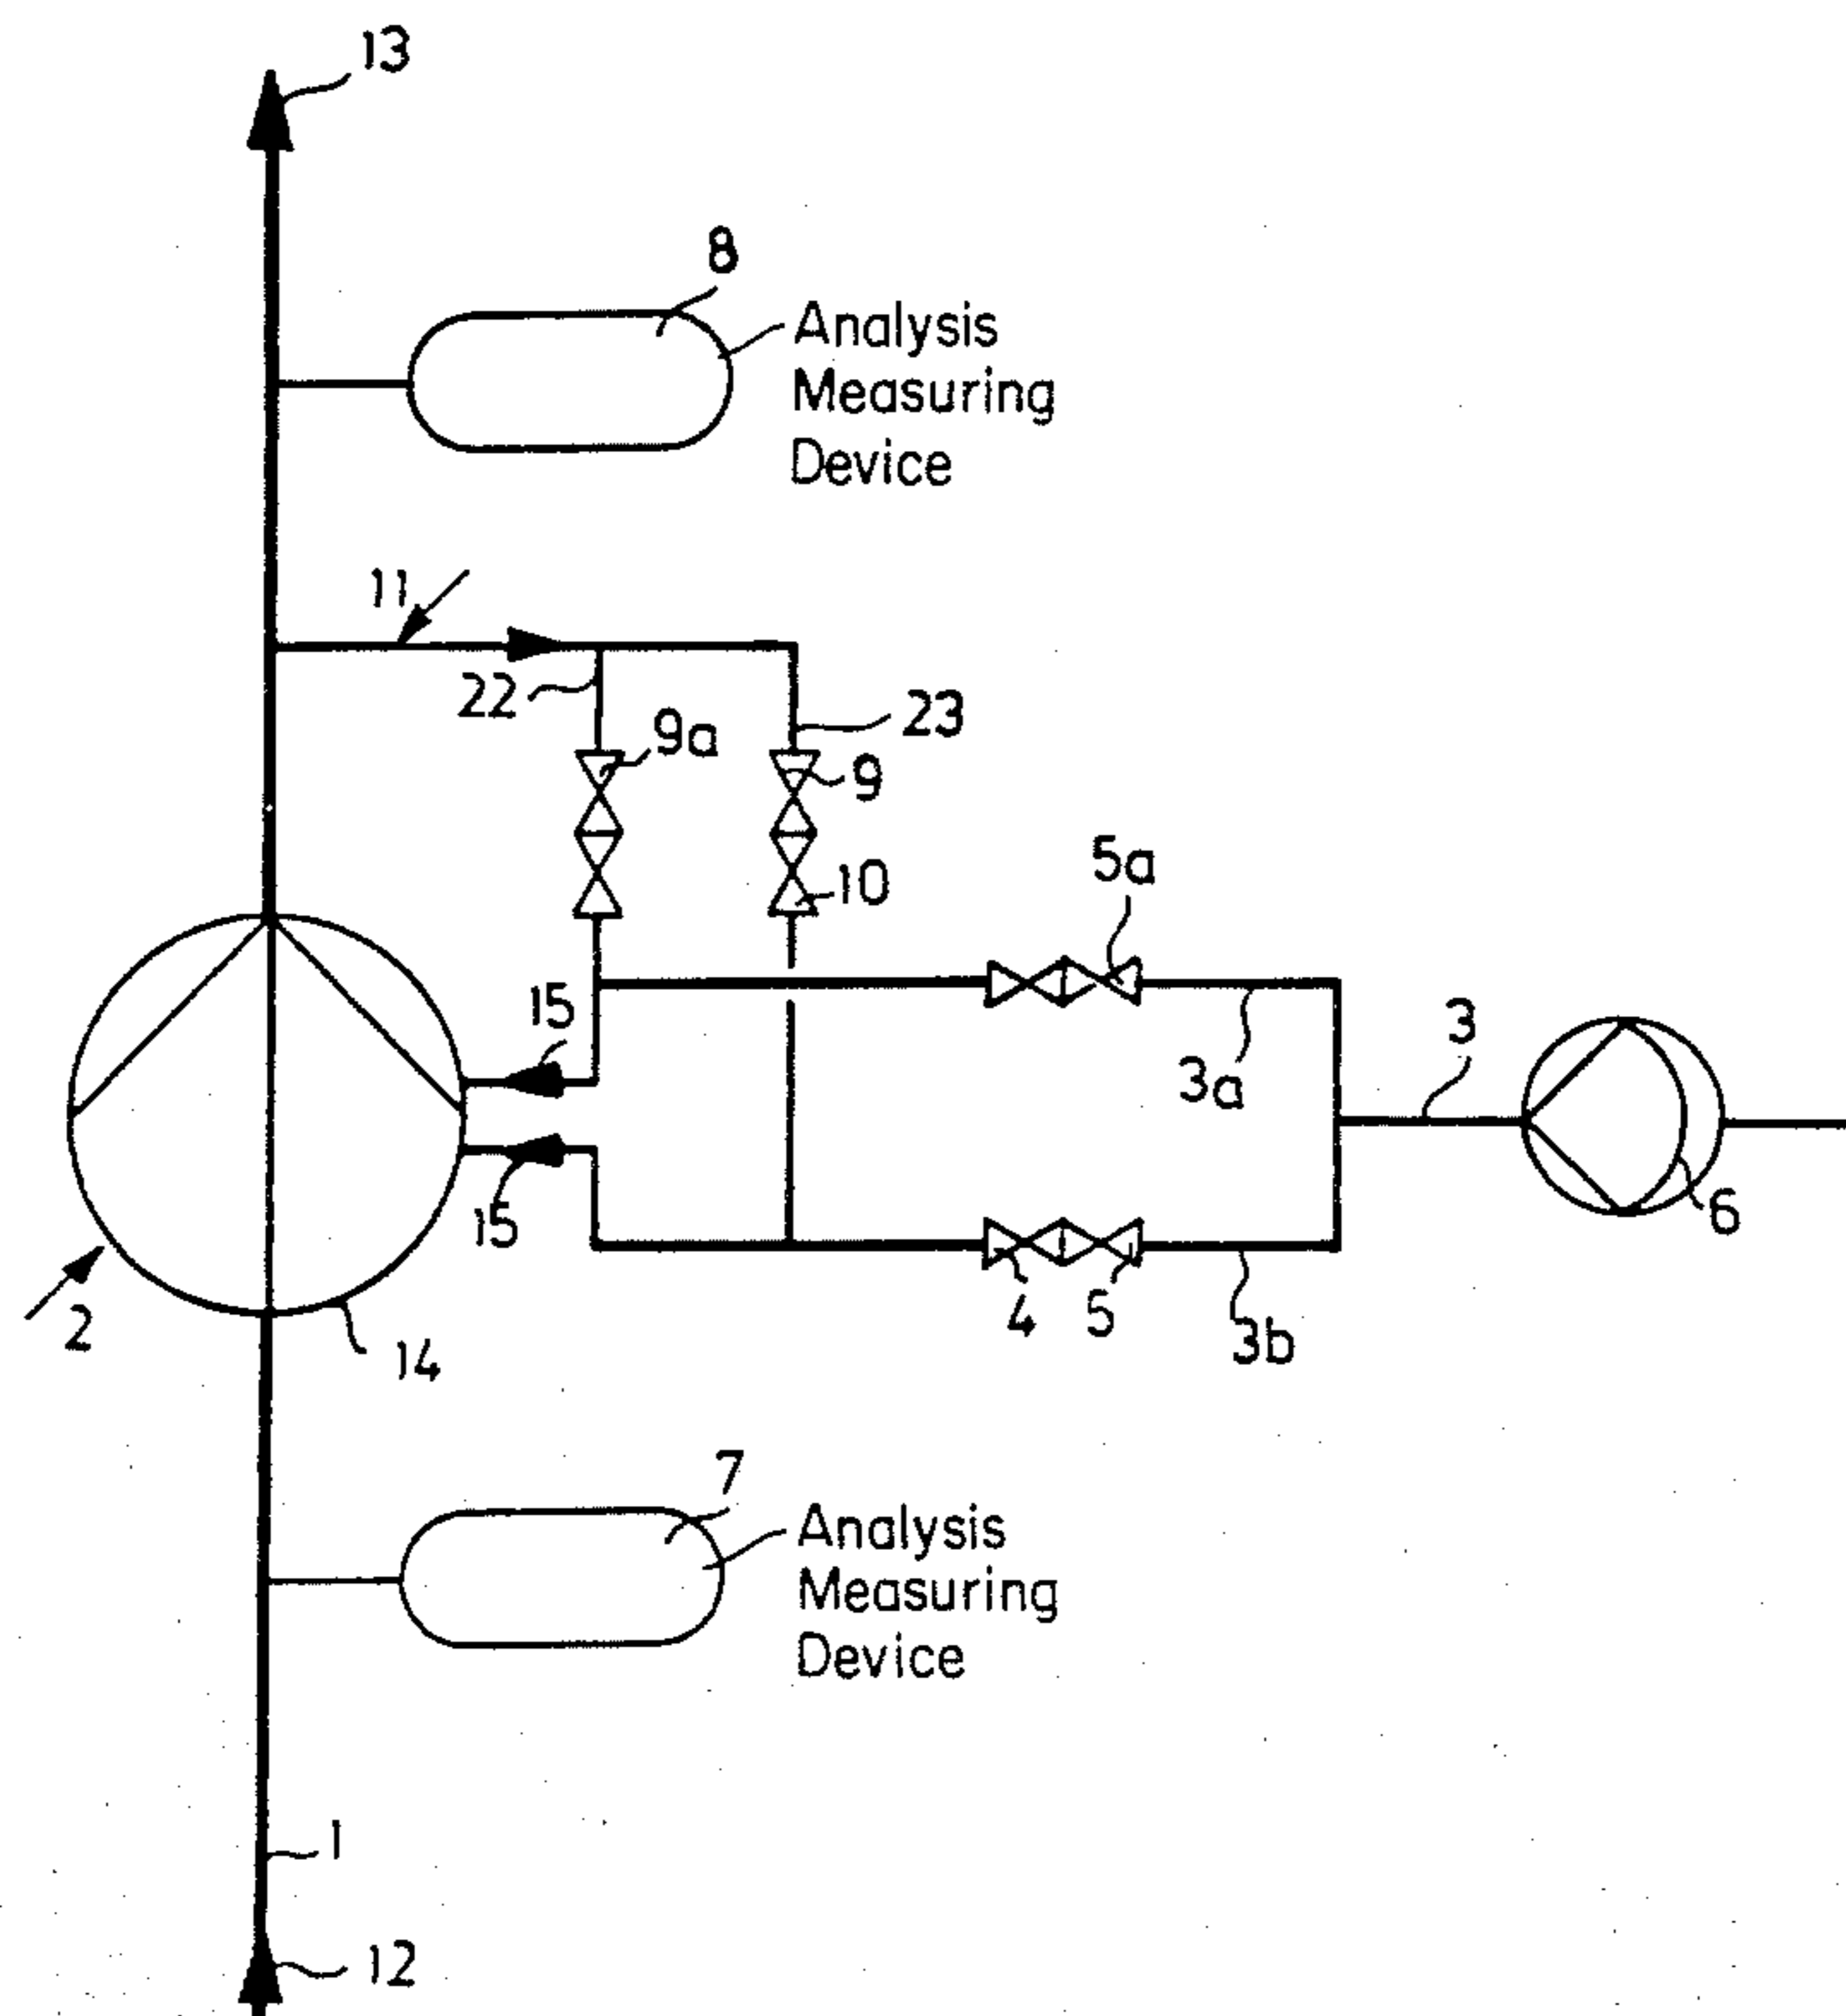 13
8
Analysis
Measuring
Device
11
22
23
9a
9
10
5a
15
3
3a
15
6
2
14
4
5
3b
7
Analysis
Measuring
Device
1
12